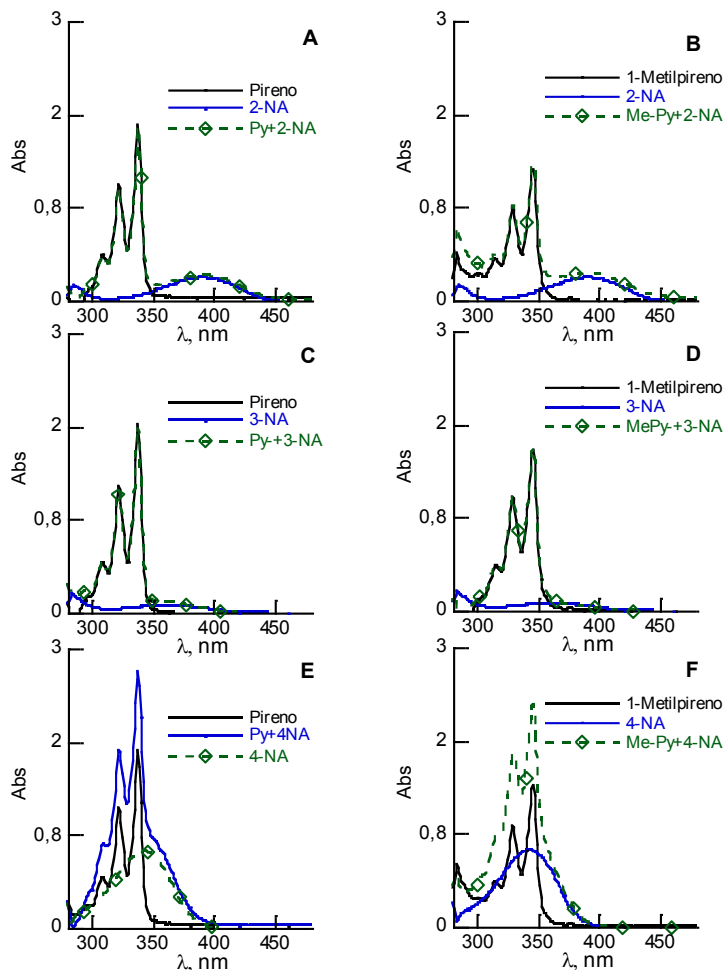 A
3
2
0,8
0
Abs
Pireno
2-NA
Py+2-NA
300 350 400 450
λ, nm
B
3
2
0,8
0
Abs
1-Metilpireno
2-NA
Me-Py+2-NA
300 350 400 450
λ, nm
C
3
2
0,8
0
Abs
Pireno
3-NA
Py-+3-NA
300 350 400 450
λ, nm
D
3
2
0,8
0
Abs
1-Metilpireno
3-NA
MePy-+3-NA
300 350 400 450
λ, nm
E
3
2
0,8
0
Abs
Pireno
Py+4NA
4-NA
300 350 400 450
λ, nm
F
3
2
0,8
0
Abs
1-Metilpireno
4-NA
Me-Py+4-NA
300 350 400 450
λ, nm